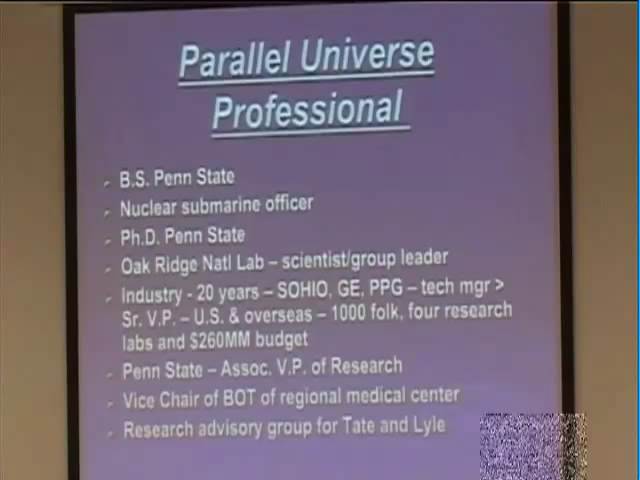 Parallel Universe
Professional
B.S. Penn State
Nuclear submarine officer
Ph.D. Penn State
Oak Ridge Natl Lab – scientist/group leader
Industry - 20 years – SOHIO, GE, PPG – tech mgr >
Sr. V.P. – U.S. & overseas – 1000 folk, four research
labs and $260MM budget
Penn State – Assoc. V.P. of Research
Vice Chair of BOT of regional medical center
Research advisory group for Tate and Lyle